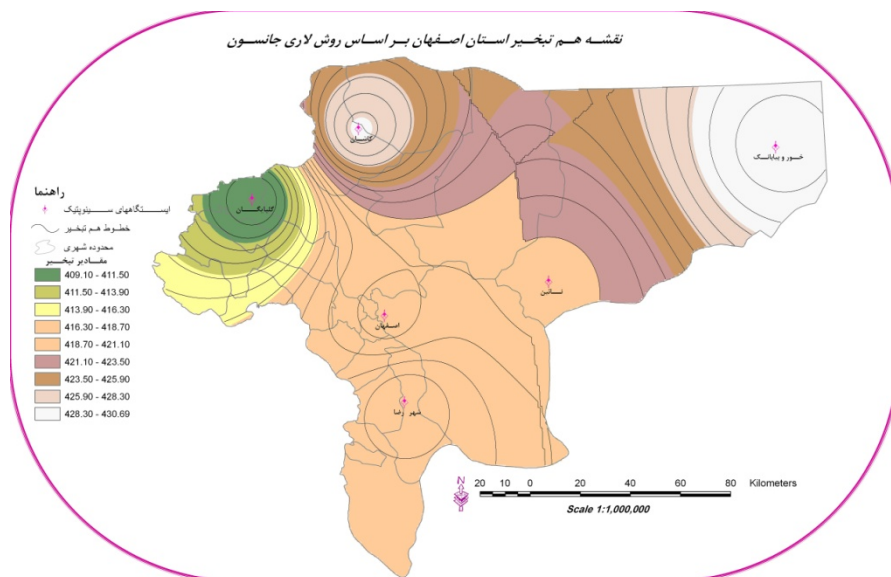 نقشه هم تبخیر استان اصفهان بر اساس روش لاری جانسون
کاشان
خور و بیابانک
گلپایگان
نائین
اصفهان
شهر رضا
راهنما
ایستگاههای سینوپتیک
خطوط هم تبخیر
محدوده شهری
مقادیر تبخیر
409.10 - 411.50
411.50 - 413.90
413.90 - 416.30
416.30 - 418.70
418.70 - 421.10
421.10 - 423.50
423.50 - 425.90
425.90 - 428.30
428.30 - 430.69
N
20 10 0 20 40 60 80 Kilometers
Scale 1:1,000,000